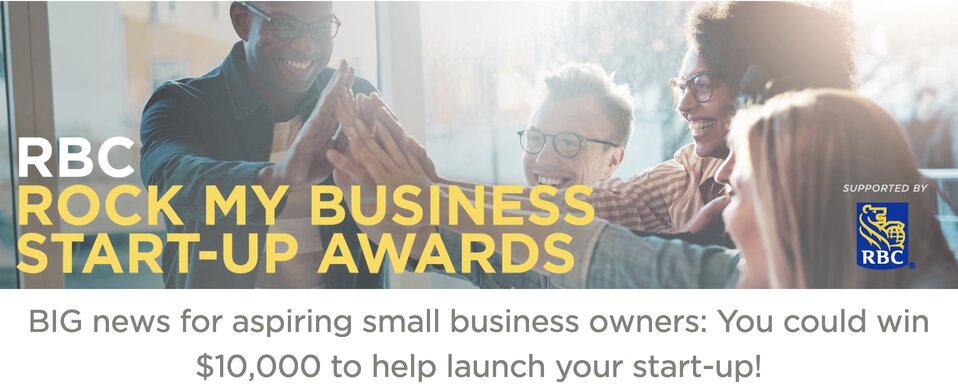 RBC
ROCK MY BUSINESS
START-UP AWARDS
SUPPORTED BY
RBC
®
BIG news for aspiring small business owners: You could win
$10,000 to help launch your start-up!